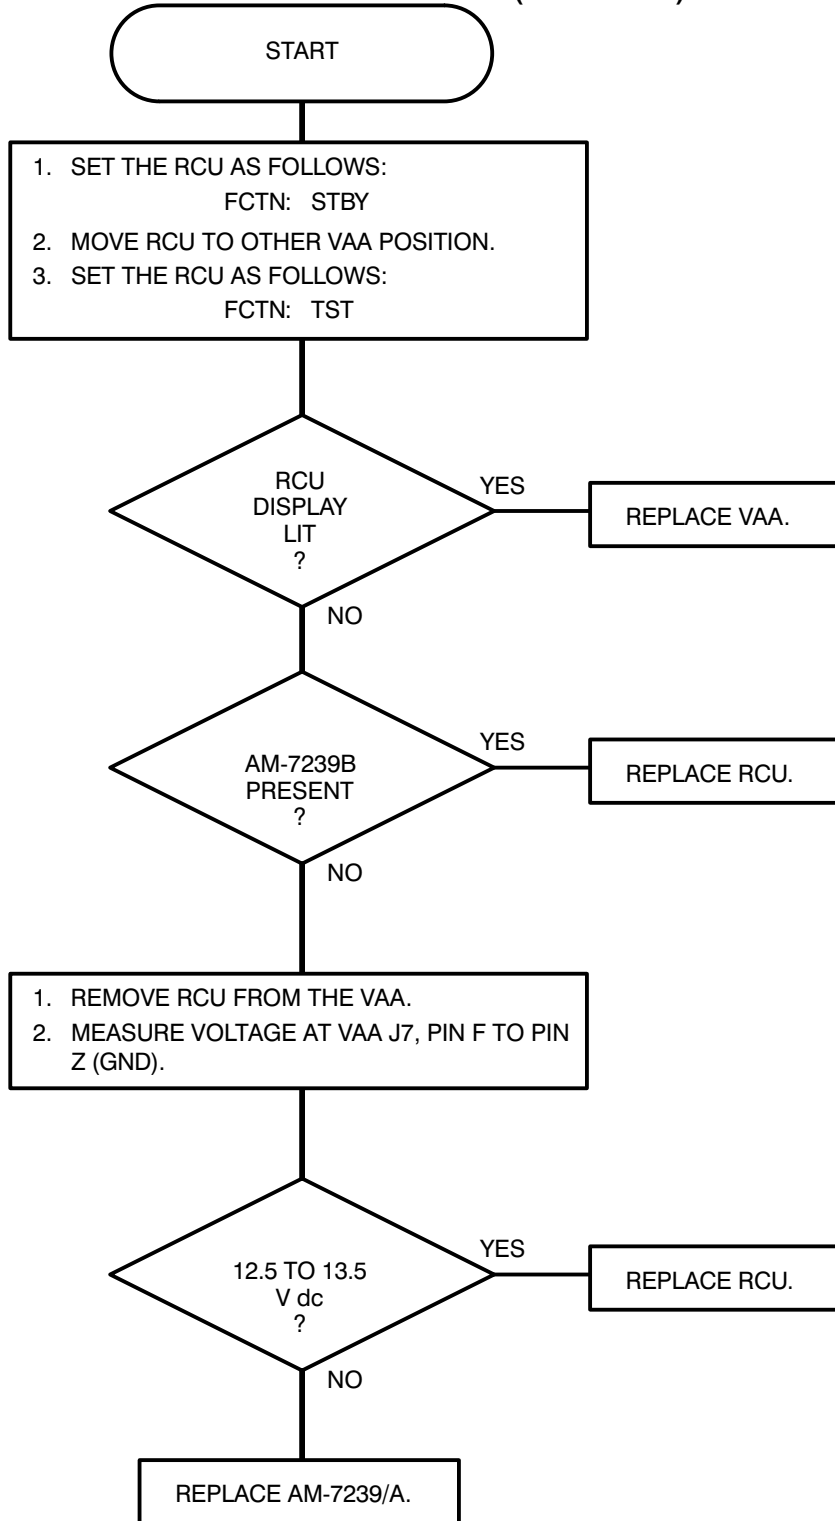 START
1. SET THE RCU AS FOLLOWS:
FCTN: STBY
2. MOVE RCU TO OTHER VAA POSITION.
3. SET THE RCU AS FOLLOWS:
FCTN: TST
RCU
DISPLAY
LIT
?
YES
REPLACE VAA.
NO
AM-7239B
PRESENT
?
YES
REPLACE RCU.
NO
1. REMOVE RCU FROM THE VAA.
2. MEASURE VOLTAGE AT VAA J7, PIN F TO PIN
Z (GND).
12.5 TO 13.5
V dc
?
YES
REPLACE RCU.
NO
REPLACE AM-7239/A.